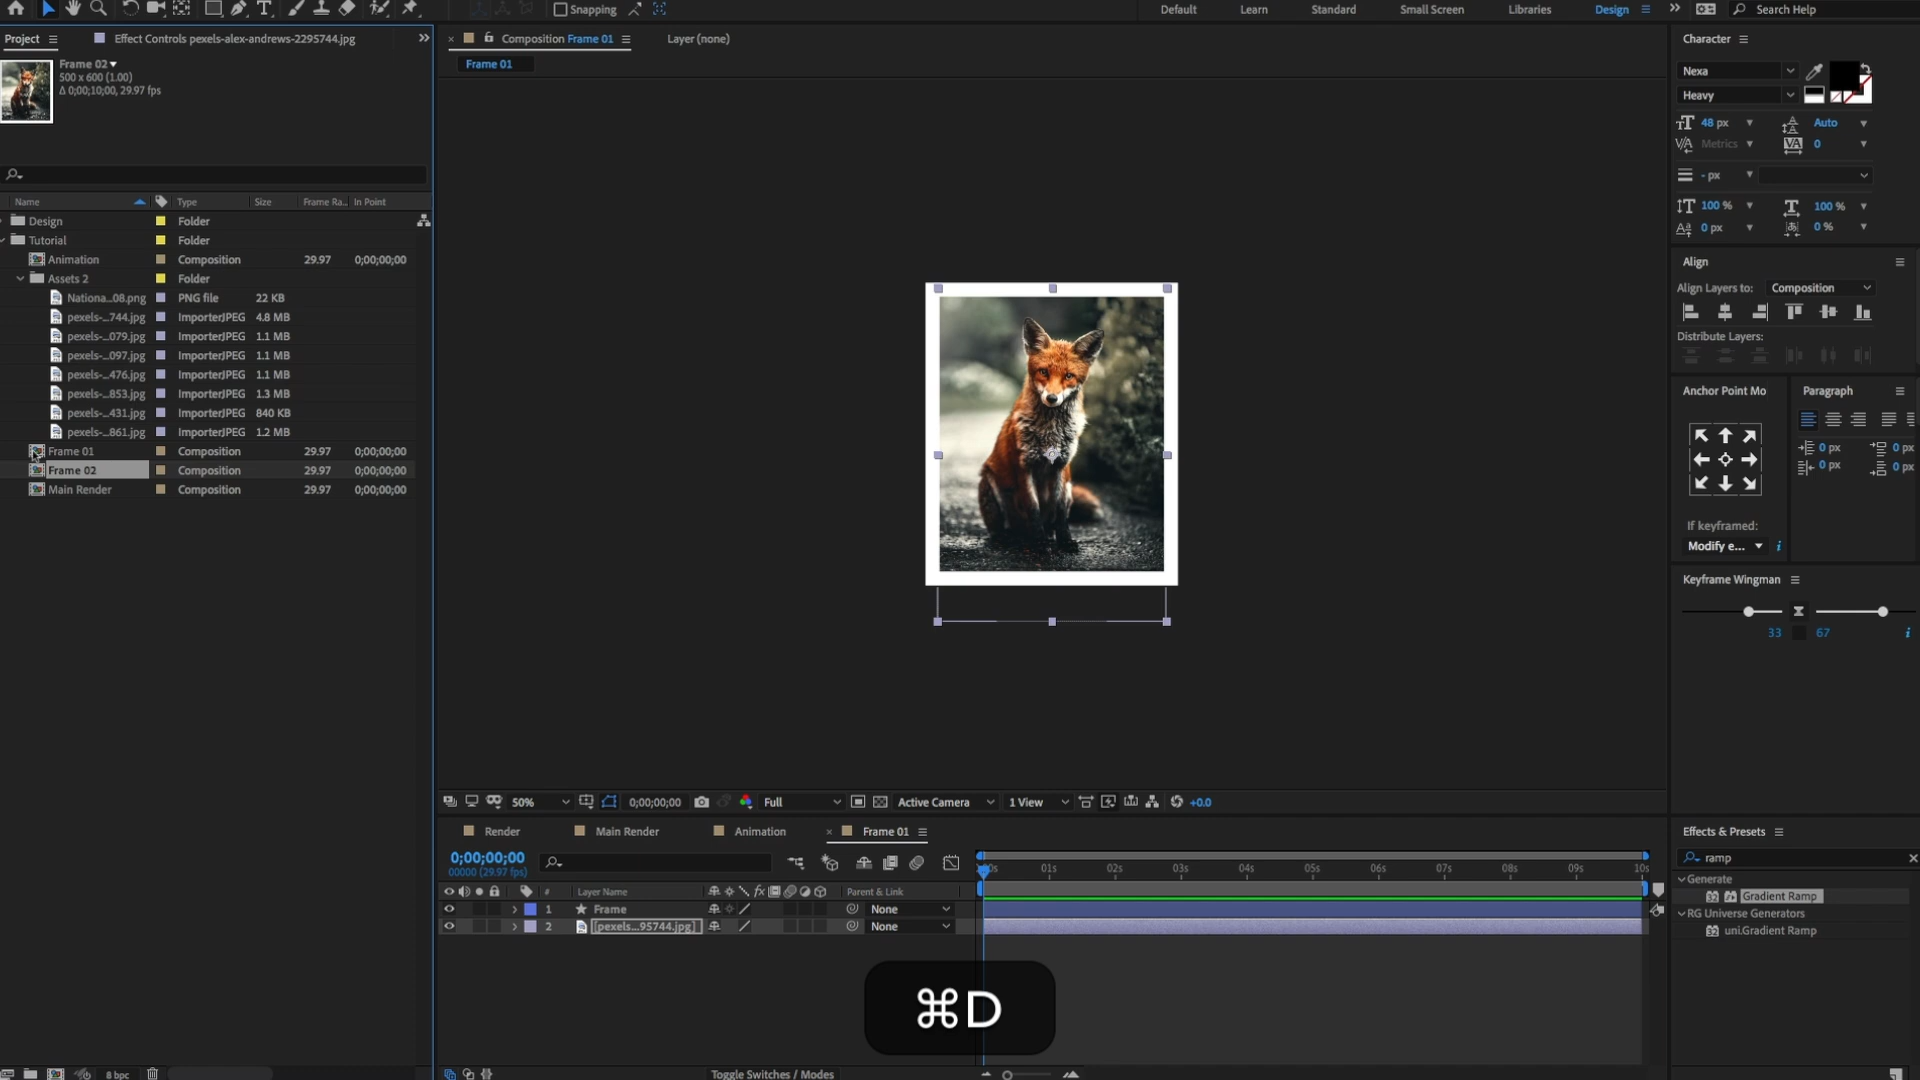 Snapping
Default
Learn
Standard
Small Screen
Libraries
Design
Search Help
Project
Effect Controls pexels-alex-andrews-2295744.jpg
Composition Frame 01
Layer (none)
Frame 01
Frame 02
500 x 600 (1.00)
Δ 0;00;10;00, 29.97 fps
Name Type Size Frame Ra... In Point
Design Folder
Tutorial Folder
Animation Composition 29.97 0;00;00;00
Assets 2 Folder
Nationa...08.png PNG file 22 KB
pexels-...744.jpg ImporterJPEG 4.8 MB
pexels-...079.jpg ImporterJPEG 1.1 MB
pexels-...097.jpg ImporterJPEG 1.1 MB
pexels-...476.jpg ImporterJPEG 1.1 MB
pexels-...853.jpg ImporterJPEG 1.3 MB
pexels-...431.jpg ImporterJPEG 840 KB
pexels-...861.jpg ImporterJPEG 1.2 MB
Frame 01 Composition 29.97 0;00;00;00
Frame 02 Composition 29.97 0;00;00;00
Main Render Composition 29.97 0;00;00;00
8 bpc
50%
0;00;00;00
Full
Active Camera
1 View
+0.0
Render
Main Render
Animation
Frame 01
0;00;00;00
00000 (29.97 fps)
# Layer Name Parent & Link
1 Frame None
2 [pexels...95744.jpg] None
:00s 01s 02s 03s 04s 05s 06s 07s 08s 09s 10s
⌘D
Toggle Switches / Modes
Character
Nexa
Heavy
48 px Auto
Metrics 0
- px
100 % 100 %
0 px 0 %
Align
Align Layers to: Composition
Distribute Layers:
Anchor Point Mo
Paragraph
0 px 0 px
0 px 0 px
If keyframed:
Modify e...
Keyframe Wingman
33 67
Effects & Presets
ramp
Generate
Gradient Ramp
RG Universe Generators
uni.Gradient Ramp